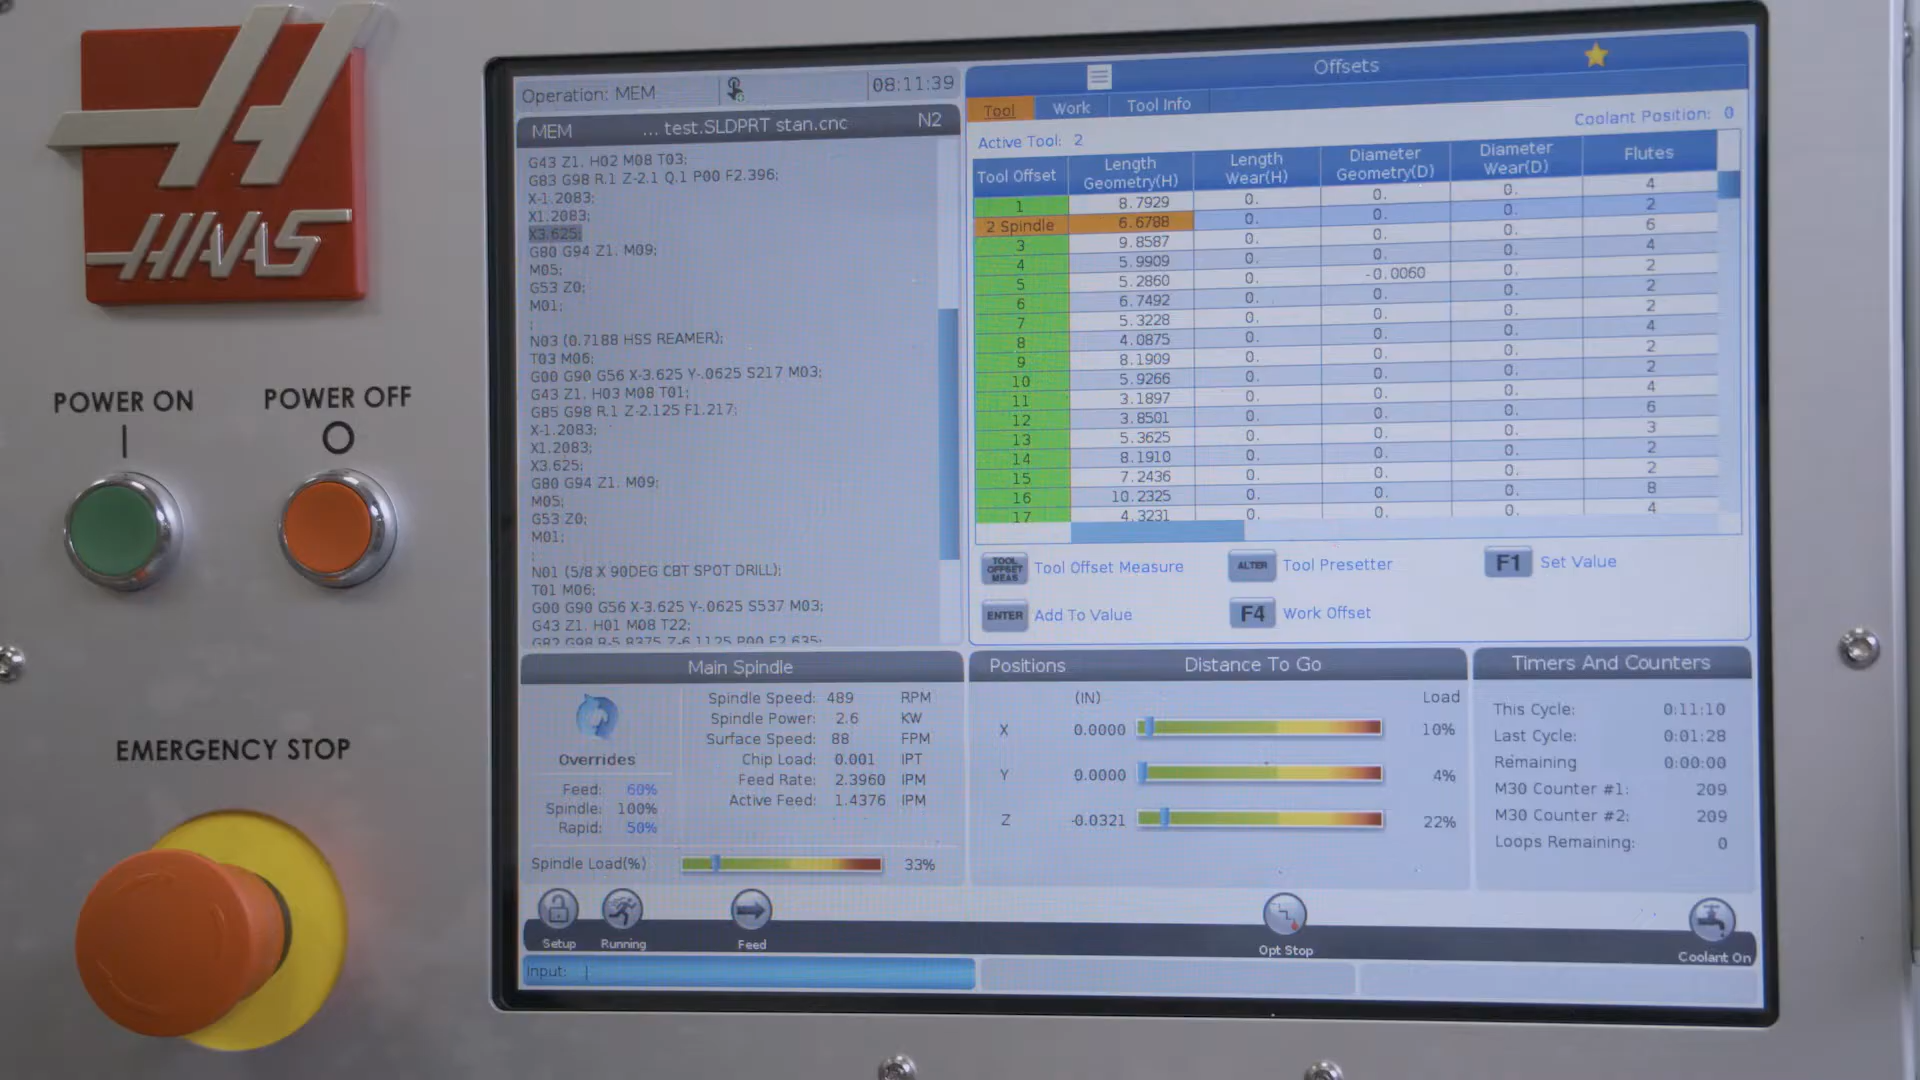 HAAS
POWER ON
POWER OFF
EMERGENCY STOP
Operation: MEM
08:11:39
MEM ... test.SLDPRT stan.cnc N2
G43 Z1. H02 M08 T03;
G83 G98 R.1 Z-2.1 Q.1 P00 F2.396;
X-1.2083;
X1.2083;
X3.625;
G80 G94 Z1. M09;
M05;
G53 Z0;
M01;
;
N03 (0.7188 HSS REAMER);
T03 M06;
G00 G90 G56 X-3.625 Y-.0625 S217 M03;
G43 Z1. H03 M08 T01;
G85 G98 R.1 Z-2.125 F1.217;
X-1.2083;
X1.2083;
X3.625;
G80 G94 Z1. M09;
M05;
G53 Z0;
M01;
;
N01 (5/8 X 90DEG CBT SPOT DRILL);
T01 M06;
G00 G90 G56 X-3.625 Y-.0625 S537 M03;
G43 Z1. H01 M08 T22;
G82 G98 R-5.8375 Z-6.1125 P00 F2.635;
Offsets
Tool Work Tool Info
Coolant Position: 0
Active Tool: 2
Tool Offset Length Geometry(H) Length Wear(H) Diameter Geometry(D) Diameter Wear(D) Flutes
1 8.7929 0. 0. 0. 4
2 Spindle 6.6788 0. 0. 0. 2
3 9.8587 0. 0. 0. 6
4 5.9909 0. 0. 0. 4
5 5.2860 0. -0.0060 0. 2
6 6.7492 0. 0. 0. 2
7 5.3228 0. 0. 0. 2
8 4.0875 0. 0. 0. 4
9 8.1909 0. 0. 0. 2
10 5.9266 0. 0. 0. 2
11 3.1897 0. 0. 0. 4
12 3.8501 0. 0. 0. 6
13 5.3625 0. 0. 0. 3
14 8.1910 0. 0. 0. 2
15 7.2436 0. 0. 0. 2
16 10.2325 0. 0. 0. 8
17 4.3231 0. 0. 0. 4
TOOL OFFSET MEAS Tool Offset Measure ALTER Tool Presetter F1 Set Value
ENTER Add To Value F4 Work Offset
Main Spindle
Spindle Speed: 489 RPM
Spindle Power: 2.6 KW
Surface Speed: 88 FPM
Chip Load: 0.001 IPT
Feed Rate: 2.3960 IPM
Active Feed: 1.4376 IPM
Overrides
Feed: 60%
Spindle: 100%
Rapid: 50%
Spindle Load(%) 33%
Positions Distance To Go
(IN) Load
X 0.0000 10%
Y 0.0000 4%
Z -0.0321 22%
Timers And Counters
This Cycle: 0:11:10
Last Cycle: 0:01:28
Remaining 0:00:00
M30 Counter #1: 209
M30 Counter #2: 209
Loops Remaining: 0
Setup Running Feed Opt Stop Coolant On
Input: